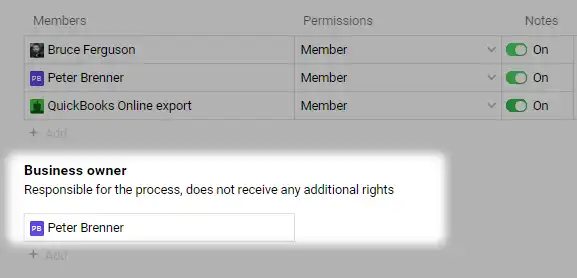 Members Permissions Notes
Bruce Ferguson Member On
PB Peter Brenner Member On
QuickBooks Online export Member On
+ Add
Business owner
Responsible for the process, does not receive any additional rights
PB Peter Brenner
+ Add